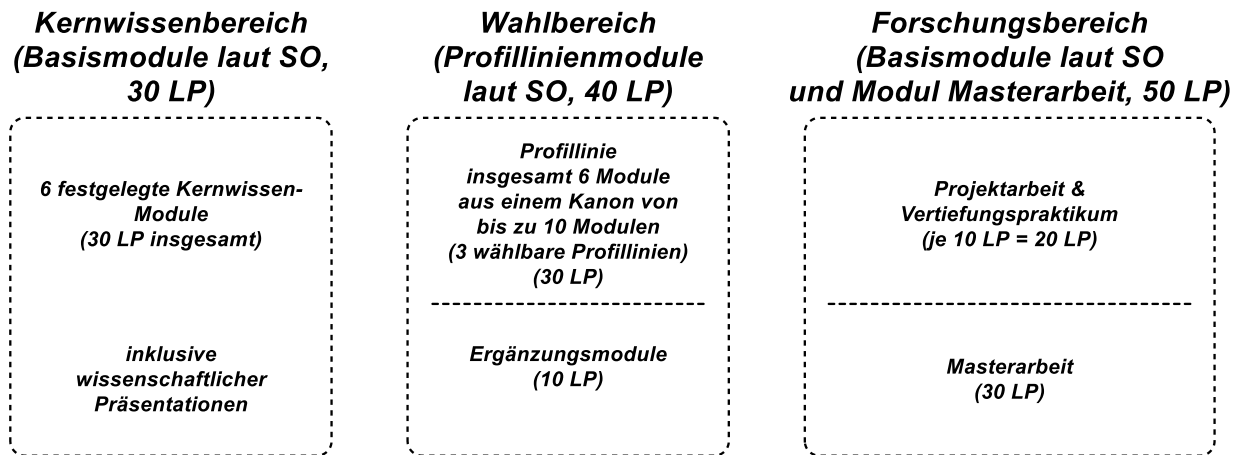 Kernwissenbereich
(Basismodule laut SO,
30 LP)
6 festgelegte Kernwissen-
Module
(30 LP insgesamt)
inklusive
wissenschaftlicher
Präsentationen
Wahlbereich
(Profillinienmodule
laut SO, 40 LP)
Profillinie
insgesamt 6 Module
aus einem Kanon von
bis zu 10 Modulen
(3 wählbare Profillinien)
(30 LP)
Ergänzungsmodule
(10 LP)
Forschungsbereich
(Basismodule laut SO
und Modul Masterarbeit, 50 LP)
Projektarbeit &
Vertiefungspraktikum
(je 10 LP = 20 LP)
Masterarbeit
(30 LP)